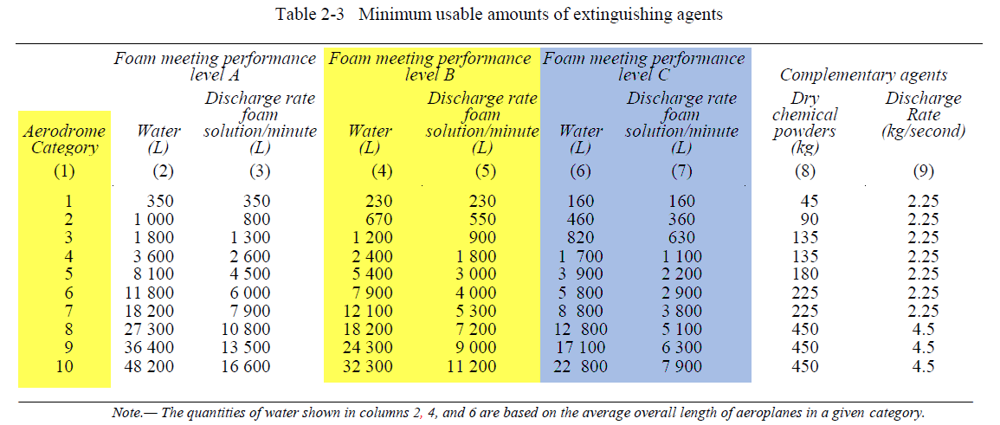 Table 2-3 Minimum usable amounts of extinguishing agents
Foam meeting performance level A Foam meeting performance level B Foam meeting performance level C Complementary agents
Aerodrome Category Water (L) Discharge rate foam solution/minute (L) Water (L) Discharge rate foam solution/minute (L) Water (L) Discharge rate foam solution/minute (L) Dry chemical powders (kg) Discharge Rate (kg/second)
(1) (2) (3) (4) (5) (6) (7) (8) (9)
1 350 350 230 230 160 160 45 2.25
2 1 000 800 670 550 460 360 90 2.25
3 1 800 1 300 1 200 900 820 630 135 2.25
4 3 600 2 600 2 400 1 800 1 700 1 100 135 2.25
5 8 100 4 500 5 400 3 000 3 900 2 200 180 2.25
6 11 800 6 000 7 900 4 000 5 800 2 900 225 2.25
7 18 200 7 900 12 100 5 300 8 800 3 800 225 2.25
8 27 300 10 800 18 200 7 200 12 800 5 100 450 4.5
9 36 400 13 500 24 300 9 000 17 100 6 300 450 4.5
10 48 200 16 600 32 300 11 200 22 800 7 900 450 4.5
Note.— The quantities of water shown in columns 2, 4, and 6 are based on the average overall length of aeroplanes in a given category.